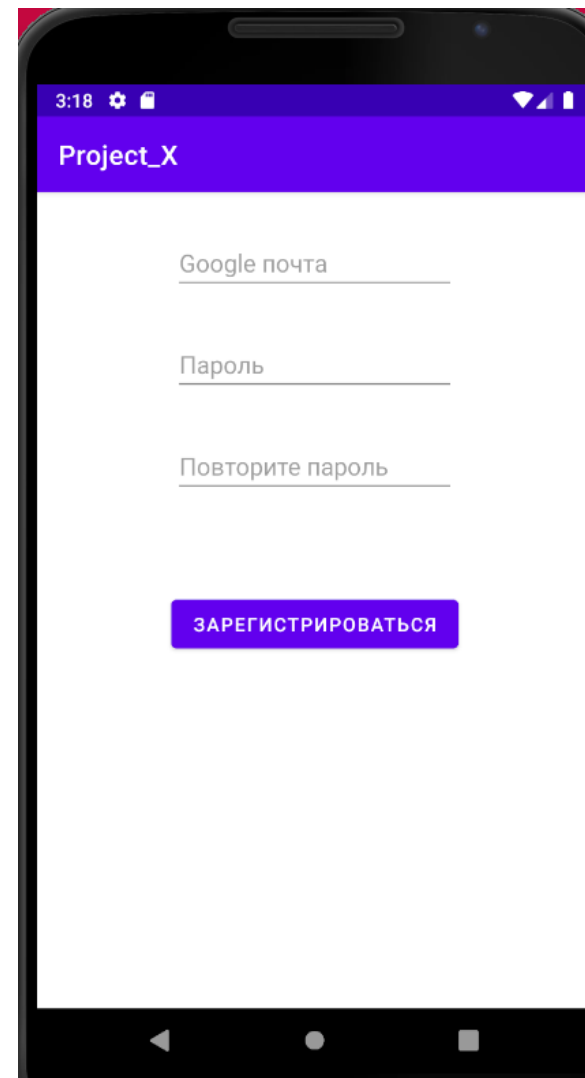 3:18
Project_X
Google почта
Пароль
Повторите пароль
ЗАРЕГИСТРИРОВАТЬСЯ